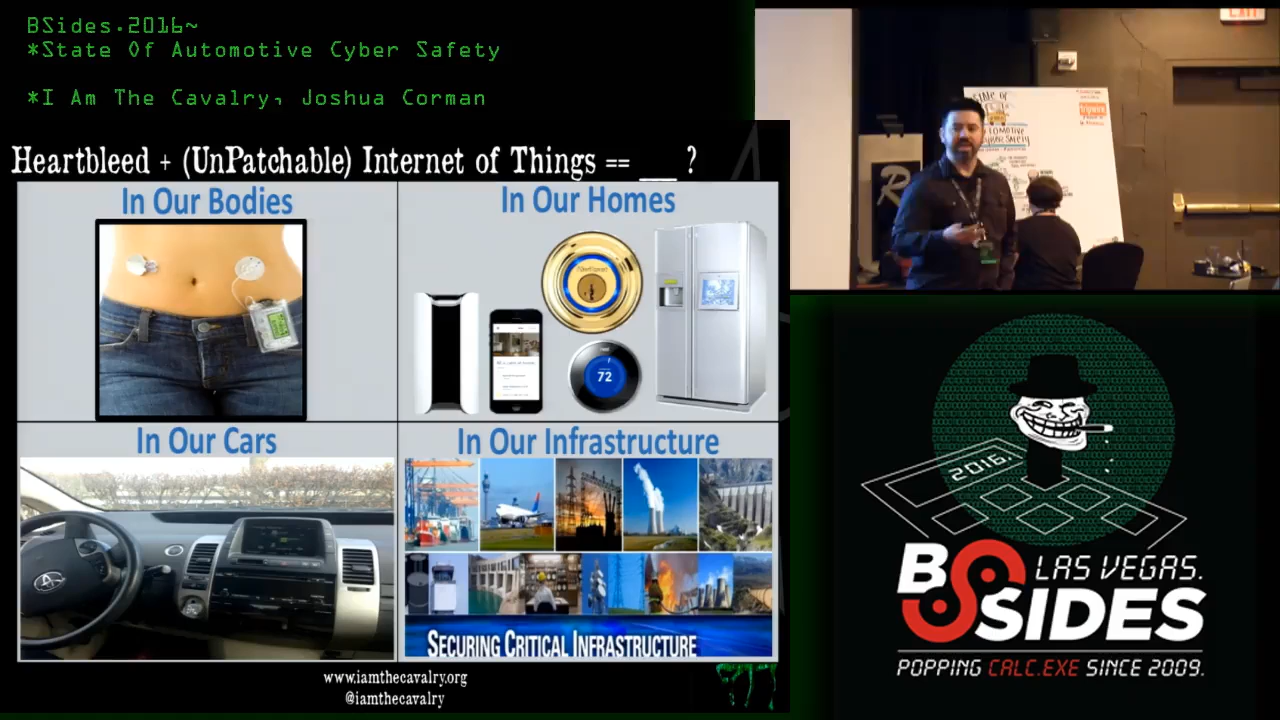 BSides.2016~
*State Of Automotive Cyber Safety
*I Am The Cavalry, Joshua Corman
EXIT
Heartbleed + (UnPatchable) Internet of Things == ___ ?
In Our Bodies
In Our Homes
72
In Our Cars
In Our Infrastructure
SECURING CRITICAL INFRASTRUCTURE
www.iamthecavalry.org
@iamthecavalry
2016.
BSIDES
LAS VEGAS.
POPPING CALC.EXE SINCE 2009.